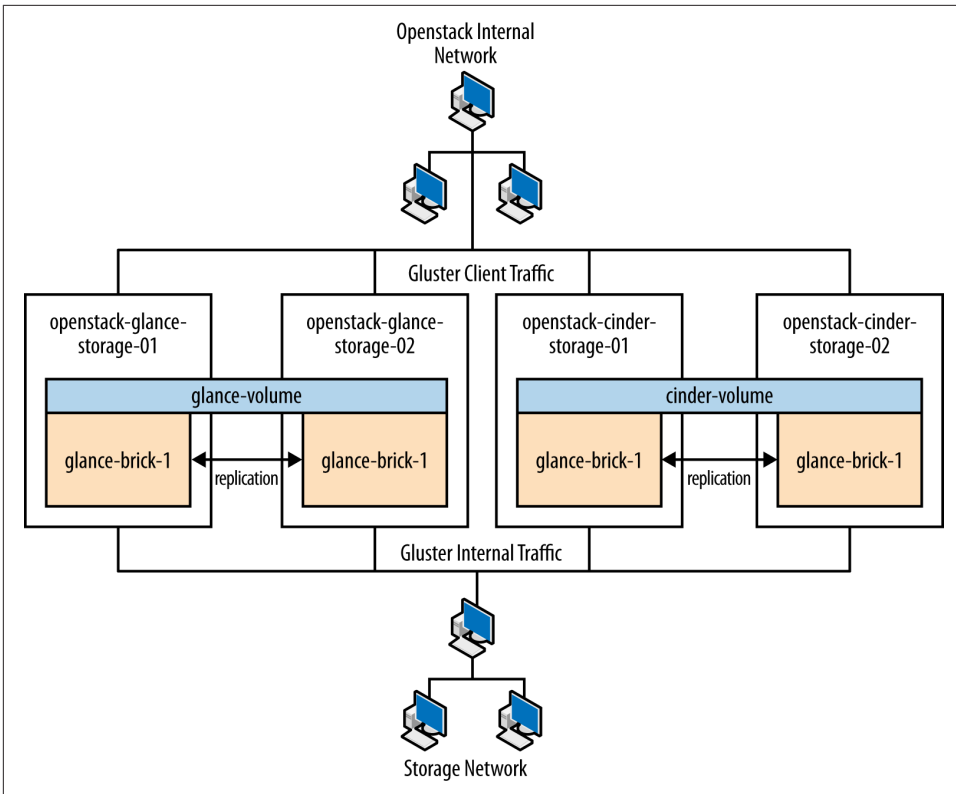 Openstack Internal
Network
Gluster Client Traffic
openstack-glance-
storage-01
openstack-glance-
storage-02
openstack-cinder-
storage-01
openstack-cinder-
storage-02
glance-volume
cinder-volume
glance-brick-1
replication
glance-brick-1
glance-brick-1
replication
glance-brick-1
Gluster Internal Traffic
Storage Network